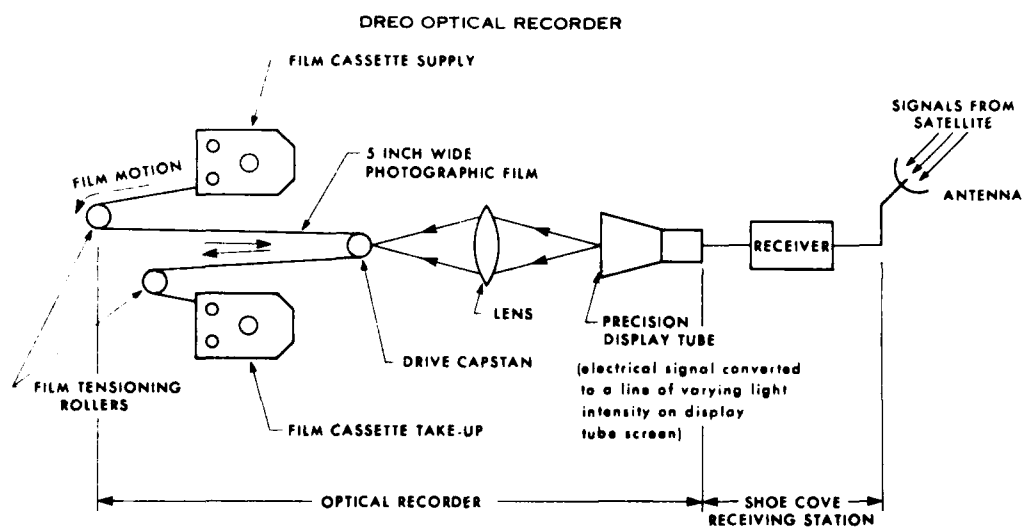 DREO OPTICAL RECORDER
FILM CASSETTE SUPPLY
SIGNALS FROM
SATELLITE
5 INCH WIDE
PHOTOGRAPHIC FILM
FILM MOTION
ANTENNA
RECEIVER
LENS
PRECISION
DISPLAY TUBE
DRIVE CAPSTAN
(electrical signal converted
to a line of varying light
intensity on display
tube screen)
FILM TENSIONING
ROLLERS
FILM CASSETTE TAKE-UP
OPTICAL RECORDER
SHOE COVE
RECEIVING STATION